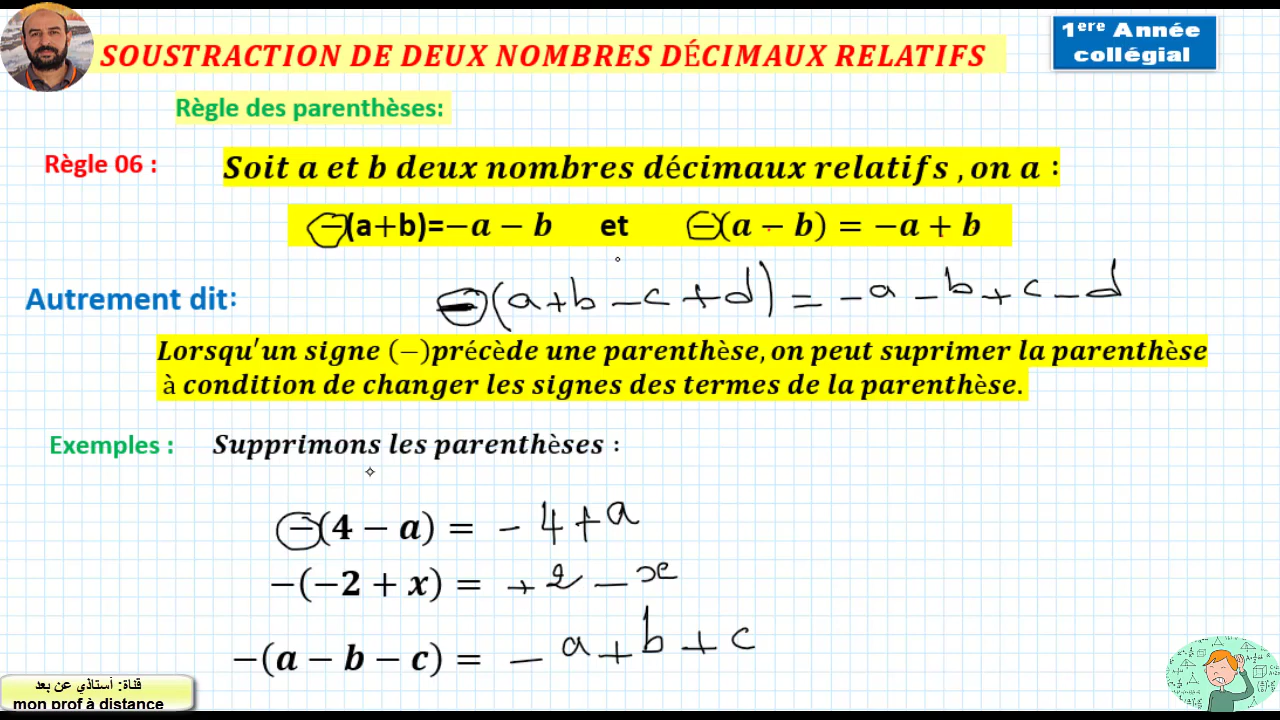 SOUSTRACTION DE DEUX NOMBRES DÉCIMAUX RELATIFS
1ere Année
collégial
Règle des parenthèses:
Règle 06 : Soit a et b deux nombres décimaux relatifs , on a :
−(a+b)=−a − b et −(a − b) = −a + b
Autrement dit: −(a+b−c+d) = −a−b+c−d
Lorsqu'un signe (−)précède une parenthèse, on peut suprimer la parenthèse
à condition de changer les signes des termes de la parenthèse.
Exemples : Supprimons les parenthèses :
−(4 − a) = −4+a
−(−2 + x) = +2−x
−(a − b − c) = −a+b+c
قناة: أستاذي عن بعد
mon prof à distance